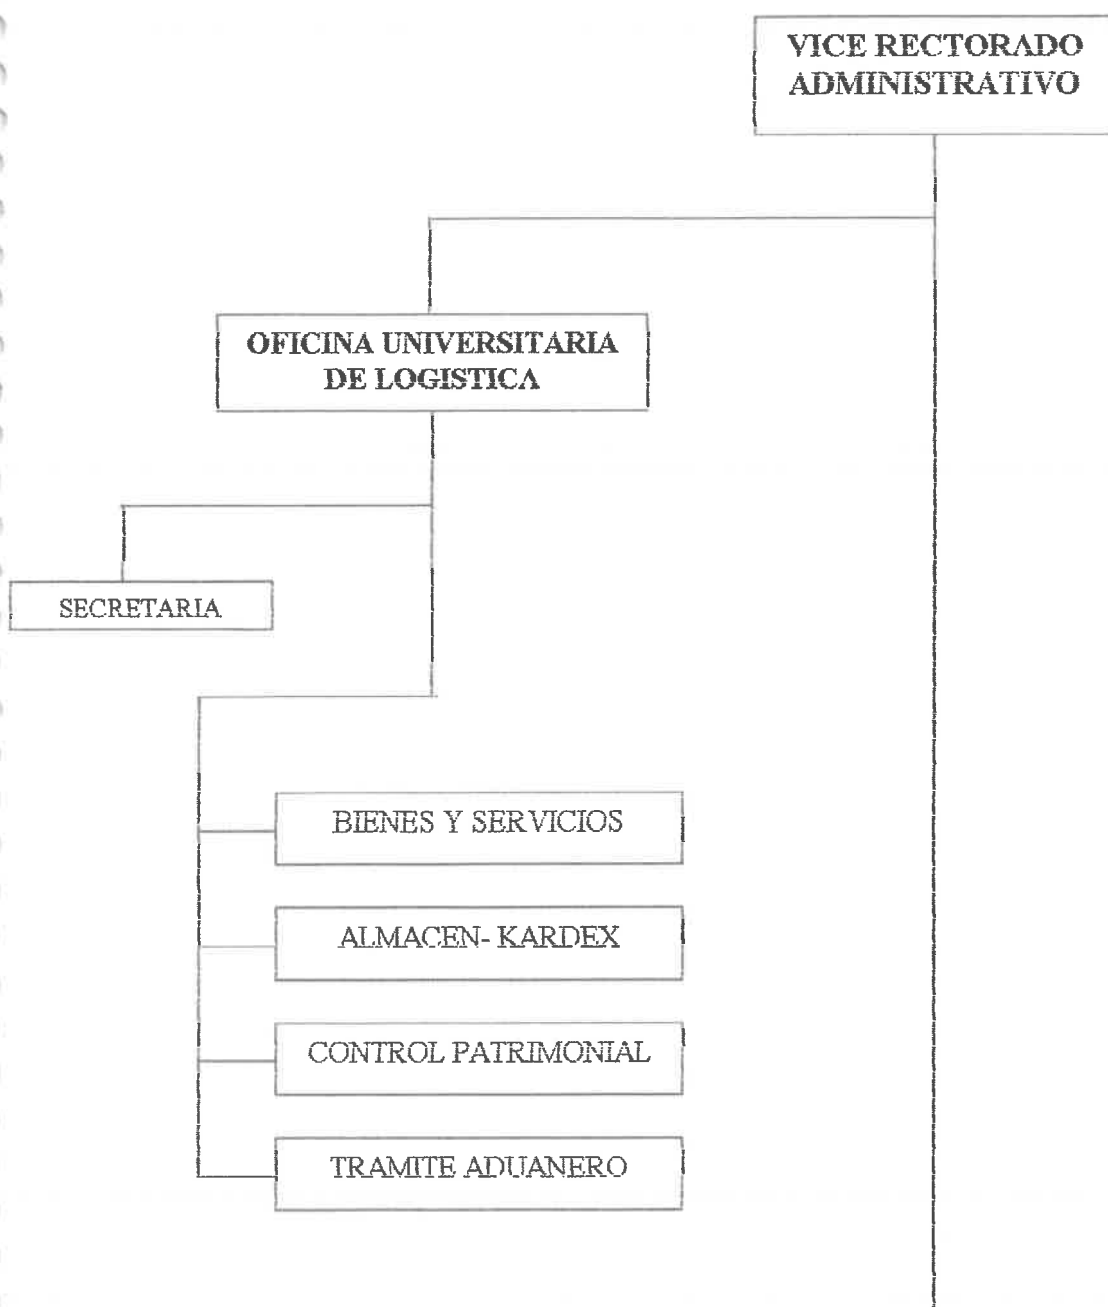 VICE RECTORADO
ADMINISTRATIVO
OFICINA UNIVERSITARIA
DE LOGISTICA
SECRETARIA
BIENES Y SERVICIOS
ALMACEN- KARDEX
CONTROL PATRIMONIAL
TRAMITE ADUANERO